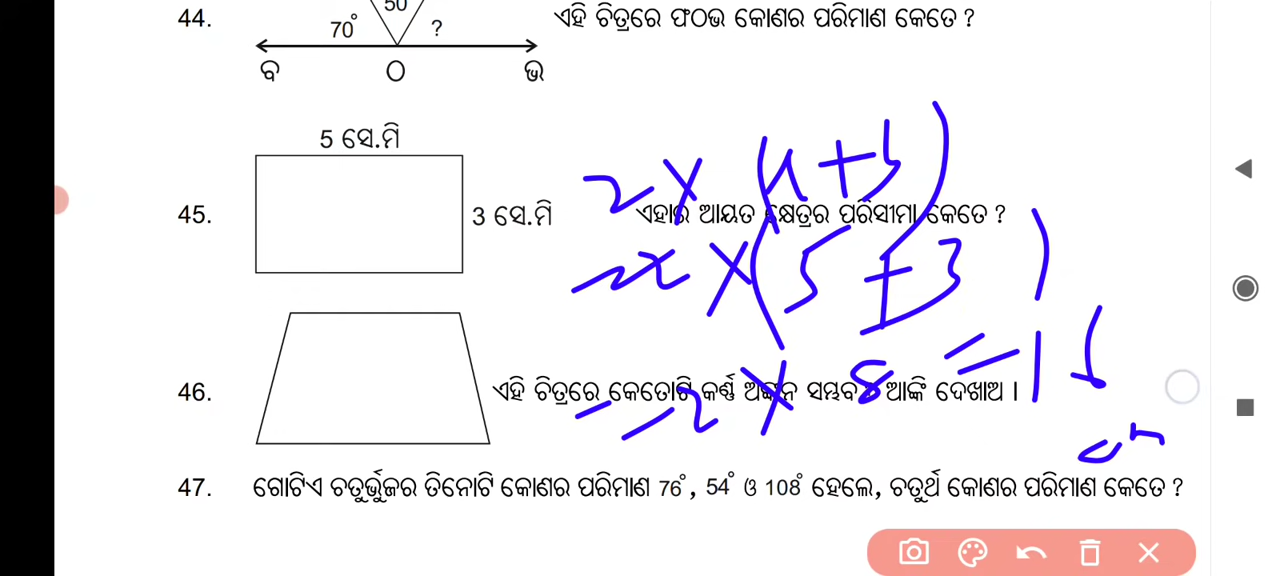 44.
50
70° ?
ଏହି ଚିତ୍ରରେ ଫଠଭ କୋଣର ପରିମାଣ କେତେ ?
ବ ଠ ଭ
5 ସେ.ମି
2 × ( + )
45. 3 ସେ.ମି ଏହାର ଆୟତ କ୍ଷେତ୍ରର ପରିସୀମା କେତେ ?
× (5 + 3)
= 2 × 8 = 16
46. ଏହି ଚିତ୍ରରେ କେତୋଟି କର୍ଣ୍ଣ ଅଙ୍କନ ସମ୍ଭବ ଆଙ୍କି ଦେଖାଅ ।
47. ଗୋଟିଏ ଚତୁର୍ଭୁଜର ତିନୋଟି କୋଣର ପରିମାଣ 76°, 54° ଓ 108° ହେଲେ, ଚତୁର୍ଥ କୋଣର ପରିମାଣ କେତେ ?